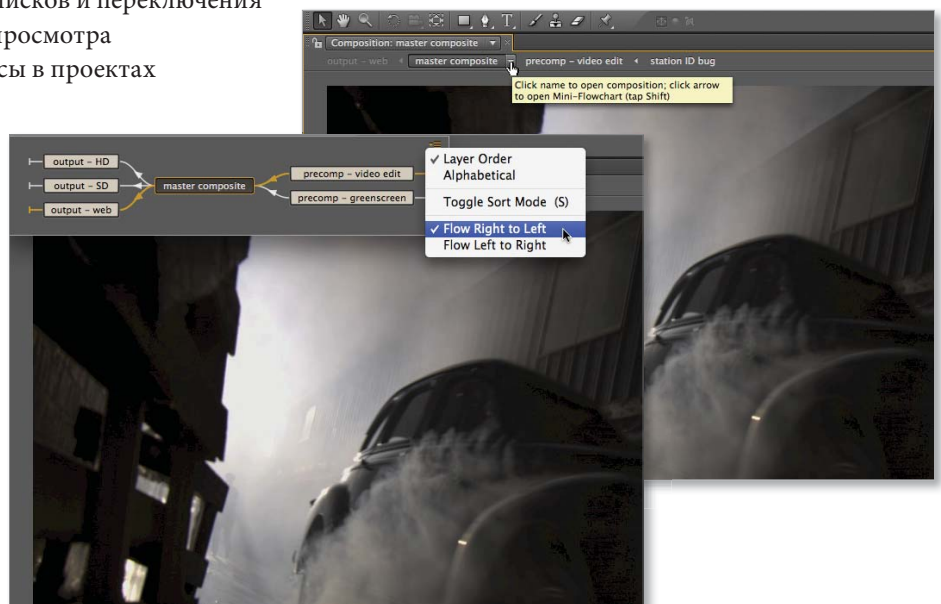 исков и переключения
росмотра
сы в проектах
Composition: master composite
output – web master composite precomp – video edit station ID bug
Click name to open composition; click arrow
to open Mini-Flowchart (tap Shift)
output – HD
output – SD
output – web
master composite
precomp – video edit
precomp – greenscreen
✓ Layer Order
Alphabetical
Toggle Sort Mode (S)
✓ Flow Right to Left
Flow Left to Right